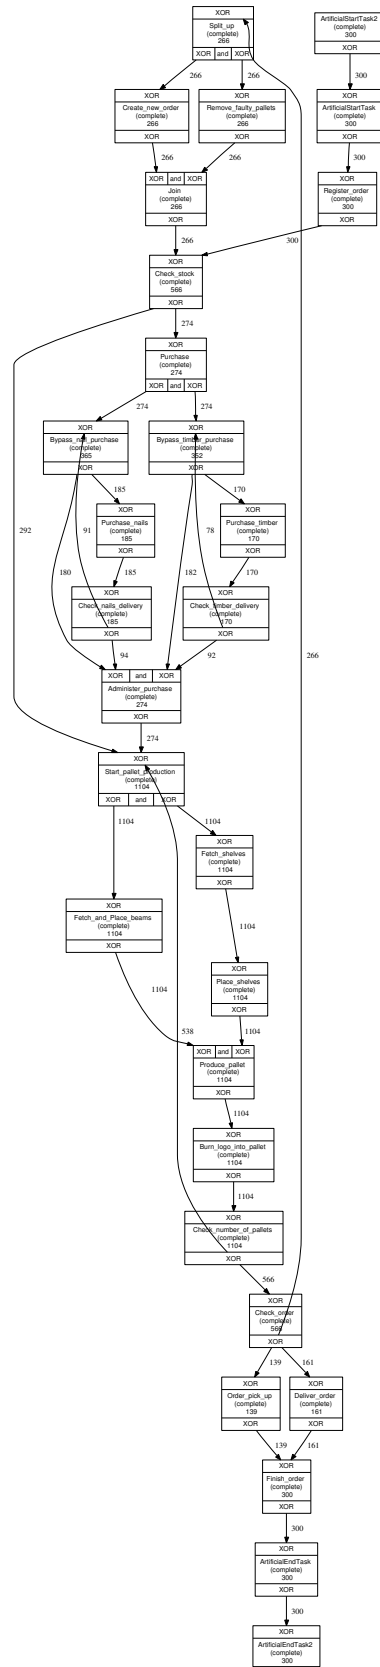 XOR
Split_up
(complete)
266
XOR and XOR
XOR
ArtificialStartTask2
(complete)
300
XOR
266
266
300
XOR
Create_new_order
(complete)
266
XOR
XOR
Remove_faulty_pallets
(complete)
266
XOR
XOR
ArtificialStartTask
(complete)
300
XOR
266
266
300
XOR and XOR
Join
(complete)
266
XOR
XOR
Register_order
(complete)
300
XOR
266
300
XOR
Check_stock
(complete)
566
XOR
274
XOR
Purchase
(complete)
274
XOR and XOR
274
274
XOR
Bypass_nail_purchase
(complete)
365
XOR
XOR
Bypass_timber_purchase
(complete)
352
XOR
185
170
292
91
78
XOR
Purchase_nails
(complete)
185
XOR
XOR
Purchase_timber
(complete)
170
XOR
180
185
182
170
266
XOR
Check_nails_delivery
(complete)
185
XOR
XOR
Check_timber_delivery
(complete)
170
XOR
94
92
XOR and XOR
Administer_purchase
(complete)
274
XOR
274
XOR
Start_pallet_production
(complete)
1104
XOR and XOR
1104
1104
XOR
Fetch_shelves
(complete)
1104
XOR
XOR
Fetch_and_Place_beams
(complete)
1104
XOR
1104
1104
XOR
Place_shelves
(complete)
1104
XOR
538
1104
XOR and XOR
Produce_pallet
(complete)
1104
XOR
1104
XOR
Burn_logo_into_pallet
(complete)
1104
XOR
1104
XOR
Check_number_of_pallets
(complete)
1104
XOR
566
XOR
Check_order
(complete)
566
XOR
139
161
XOR
Order_pick_up
(complete)
139
XOR
XOR
Deliver_order
(complete)
161
XOR
139
161
XOR
Finish_order
(complete)
300
XOR
300
XOR
ArtificialEndTask
(complete)
300
XOR
300
XOR
ArtificialEndTask2
(complete)
300